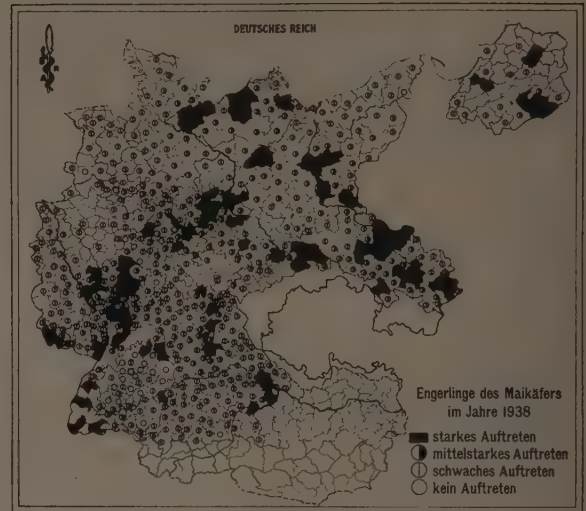 DEUTSCHES REICH
Engerlinge des Maikäfers
im Jahre 1938
starkes Auftreten
mittelstarkes Auftreten
schwaches Auftreten
kein Auftreten